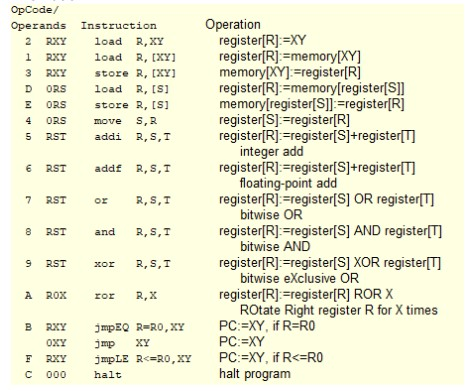 OpCode/
Operands Instruction Operation
2 RXY load R,XY register[R]:=XY
1 RXY load R,[XY] register[R]:=memory[XY]
3 RXY store R,[XY] memory[XY]:=register[R]
D 0RS load R,[S] register[R]:=memory[register[S]]
E 0RS store R,[S] memory[register[S]]:=register[R]
4 0RS move S,R register[S]:=register[R]
5 RST addi R,S,T register[R]:=register[S]+register[T]
integer add
6 RST addf R,S,T register[R]:=register[S]+register[T]
floating-point add
7 RST or R,S,T register[R]:=register[S] OR register[T]
bitwise OR
8 RST and R,S,T register[R]:=register[S] AND register[T]
bitwise AND
9 RST xor R,S,T register[R]:=register[S] XOR register[T]
bitwise eXclusive OR
A R0X ror R,X register[R]:=register[R] ROR X
ROtate Right register R for X times
B RXY jmpEQ R=R0,XY PC:=XY, if R=R0
0XY jmp XY PC:=XY
F RXY jmpLE R<=R0,XY PC:=XY, if R<=R0
C 000 halt halt program